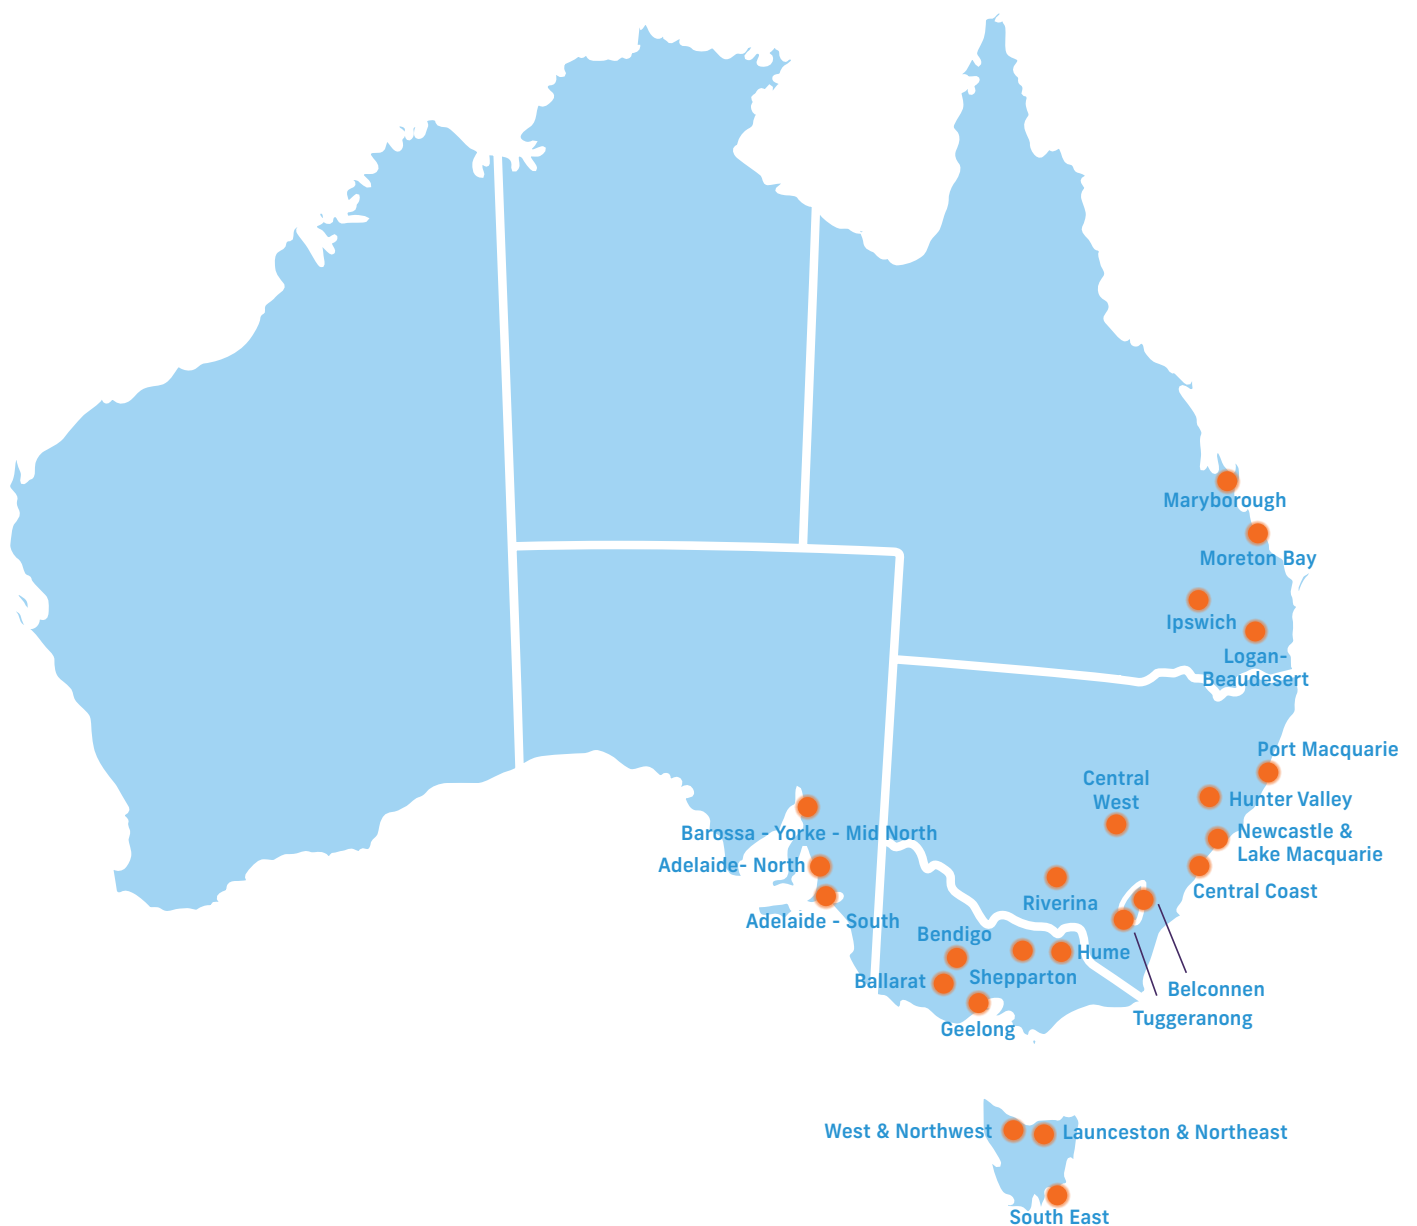 Maryborough
Moreton Bay
Ipswich
Logan-
Beaudesert
Port Macquarie
Central
West
Hunter Valley
Newcastle &
Lake Macquarie
Barossa - Yorke - Mid North
Adelaide- North
Central Coast
Riverina
Adelaide - South
Bendigo
Hume
Shepparton
Ballarat
Belconnen
Tuggeranong
Geelong
West & Northwest
Launceston & Northeast
South East